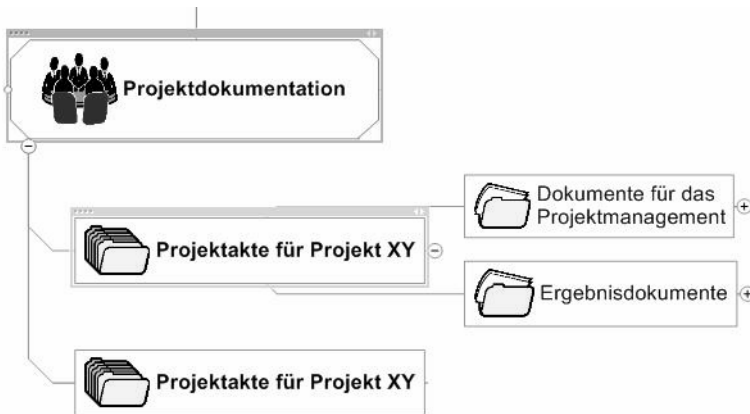 Projektdokumentation
Projektakte für Projekt XY
Dokumente für das
Projektmanagement
Ergebnisdokumente
Projektakte für Projekt XY